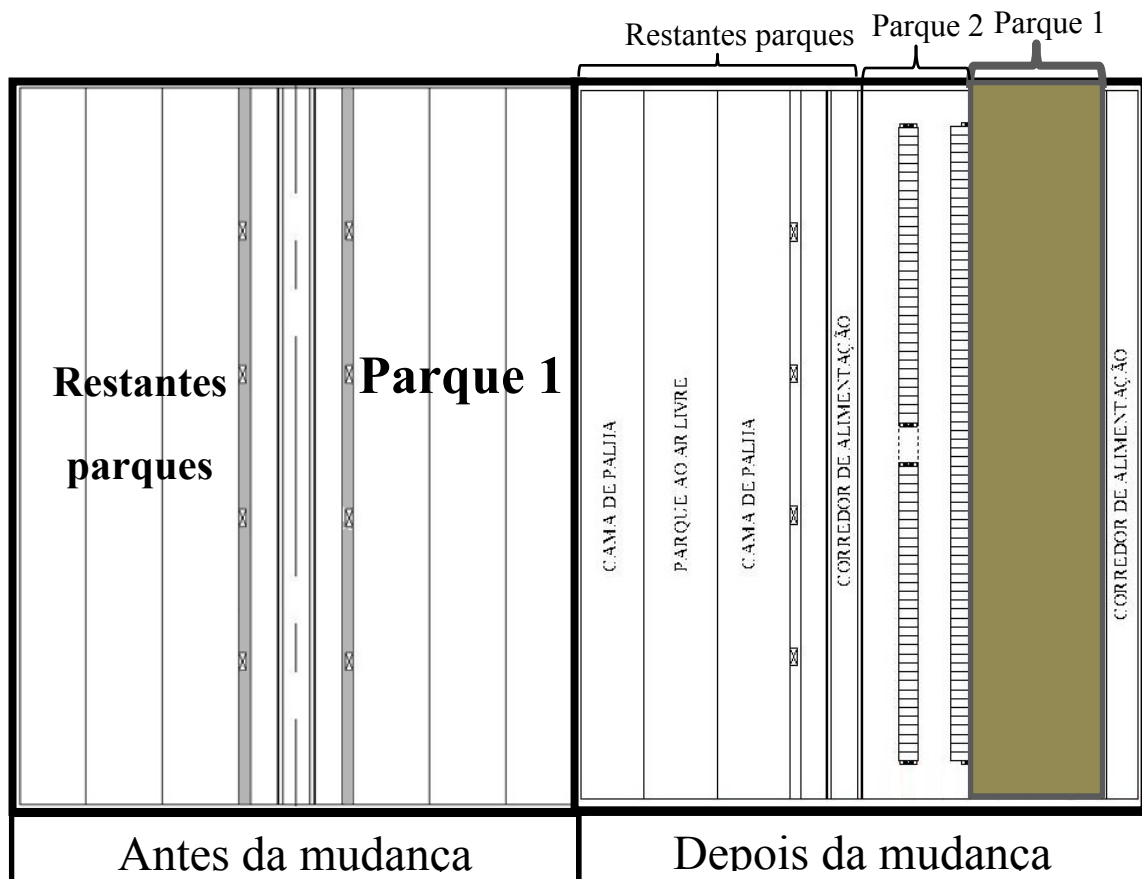 Restantes parques
Parque 2
Parque 1
Restantes
parques
Parque 1
CAMA DE PALHA
PARQUE AO AR LIVRE
CAMA DE PALHA
CORREDOR DE ALIMENTAÇÃO
CORREDOR DE ALIMENTAÇÃO
Antes da mudança
Depois da mudança